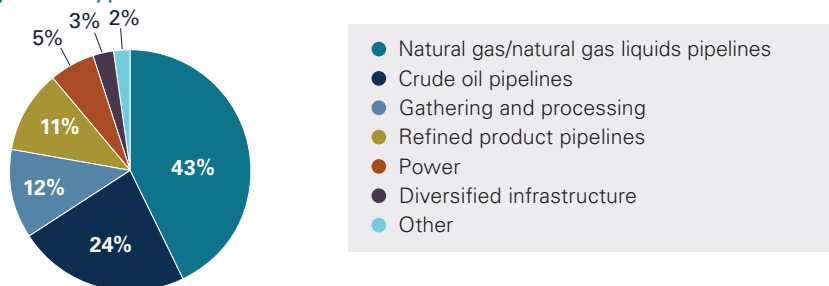 3% 2%
5%
11%
43%
12%
24%
Natural gas/natural gas liquids pipelines
Crude oil pipelines
Gathering and processing
Refined product pipelines
Power
Diversified infrastructure
Other